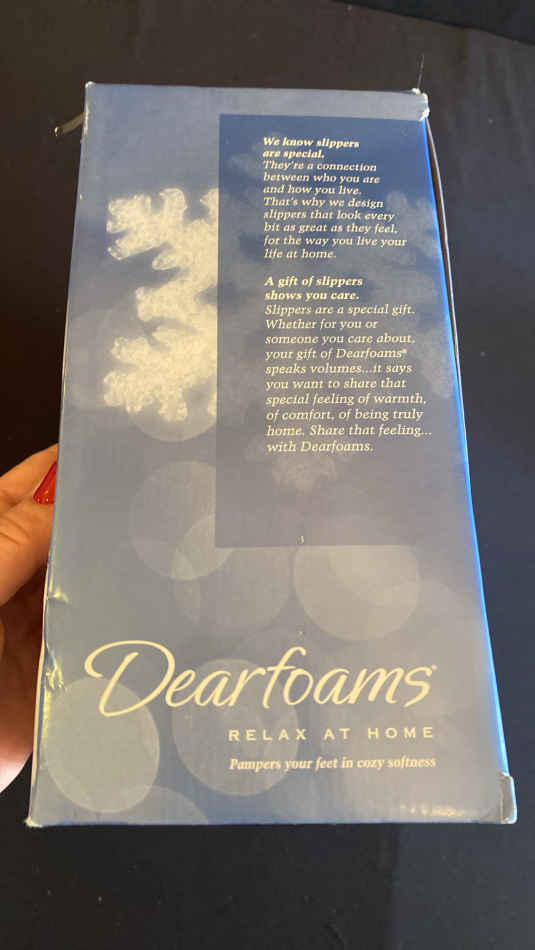 We know slippers
are special.
They're a connection
between who you are
and how you live.
That's why we design
slippers that look every
bit as great as they feel,
for the way you live your
life at home.
A gift of slippers
shows you care.
Slippers are a special gift.
Whether for you or
someone you care about,
your gift of Dearfoams®
speaks volumes...it says
you want to share that
special feeling of warmth,
of comfort, of being truly
home. Share that feeling...
with Dearfoams.
Dearfoams®
RELAX AT HOME
Pampers your feet in cozy softness